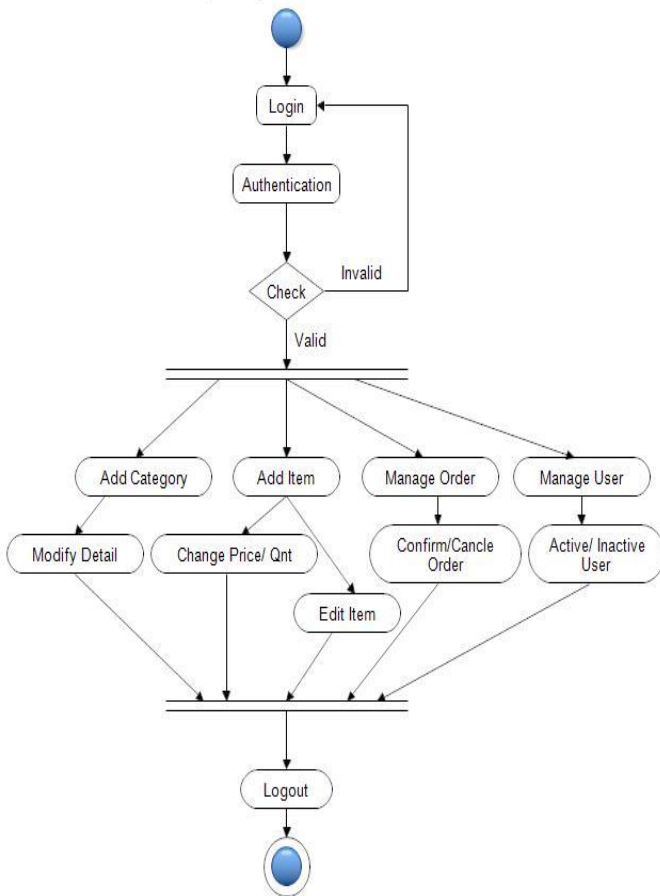 Login
Authentication
Check
Invalid
Valid
Add Category
Add Item
Manage Order
Manage User
Modify Detail
Change Price/ Qnt
Confirm/Cancle
Order
Active/ Inactive
User
Edit Item
Logout